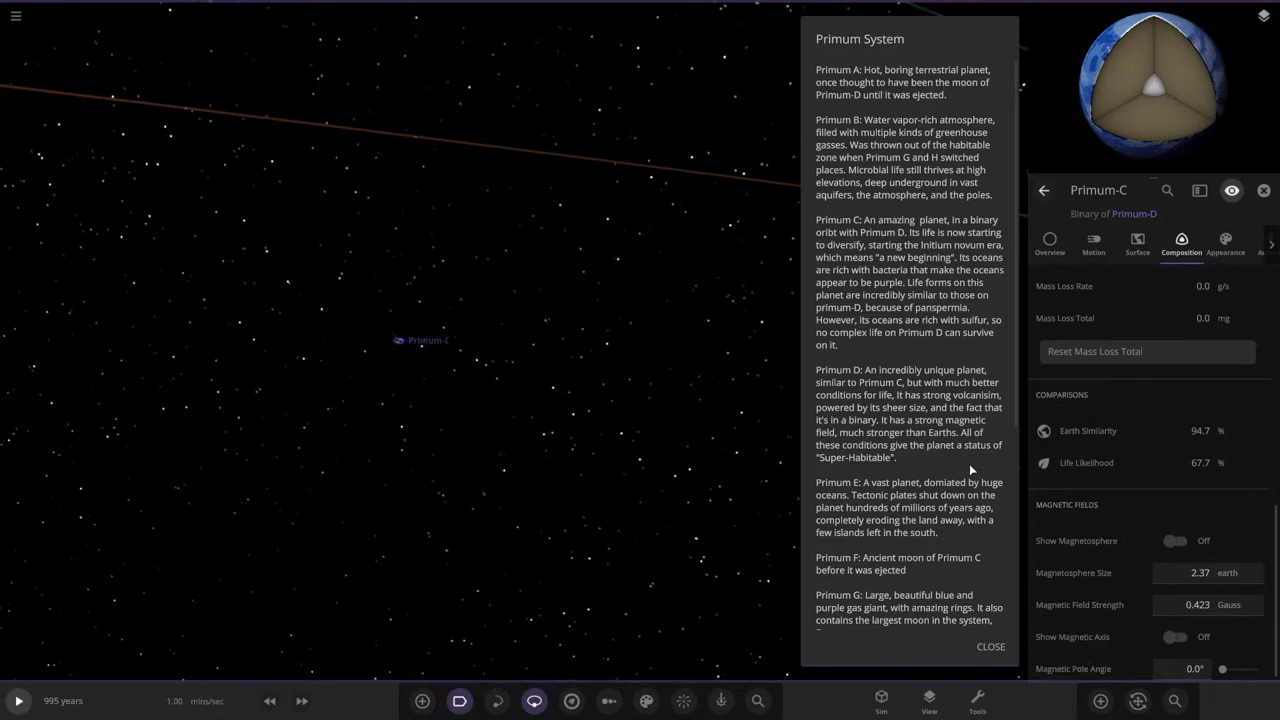 Primum System
Primum A: Hot, boring terrestrial planet,
once thought to have been the moon of
Primum-D until it was ejected.
Primum B: Water vapor-rich atmosphere,
filled with multiple kinds of greenhouse
gasses. Was thrown out of the habitable
zone when Primum G and H switched
places. Microbial life still thrives at high
elevations, deep underground in vast
aquifers, the atmosphere, and the poles.
Primum C: An amazing planet, In a binary
oribt with Primum D. Its life is now starting
to diversify, starting the Initium novum era,
which means "a new beginning". Its oceans
are rich with bacteria that make the oceans
appear to be purple. Life forms on this
planet are incredibly similar to those on
primum-D, because of panspermia.
However, its oceans are rich with sulfur, so
no complex life on Primum D can survive
on it.
Primum D: An incredibly unique planet,
similar to Primum C, but with much better
conditions for life, It has strong volcanism,
powered by its sheer size, and the fact that
it's in a binary. It has a strong magnetic
field, much stronger than Earths. All of
these conditions give the planet a status of
"Super-Habitable".
Primum E: A vast planet, domiated by huge
oceans. Tectonic plates shut down on the
planet hundreds of millions of years ago,
completely eroding the land away, with a
few islands left in the south.
Primum F: Ancient moon of Primum C
before it was ejected
Primum G: Large, beautiful blue and
purple gas giant, with amazing rings. It also
contains the largest moon in the system,
CLOSE
Primum-C
Primum-C
Binary of Primum-D
Overview Motion Surface Composition Appearance
Mass Loss Rate 0.0 g/s
Mass Loss Total 0.0 mg
Reset Mass Loss Total
COMPARISONS
Earth Similarity 94.7 %
Life Likelihood 67.7 %
MAGNETIC FIELDS
Show Magnetosphere Off
Magnetosphere Size 2.37 earth
Magnetic Field Strength 0.423 Gauss
Show Magnetic Axis Off
Magnetic Pole Angle 0.0°
995 years 1.00 mins/sec Sim View Tools